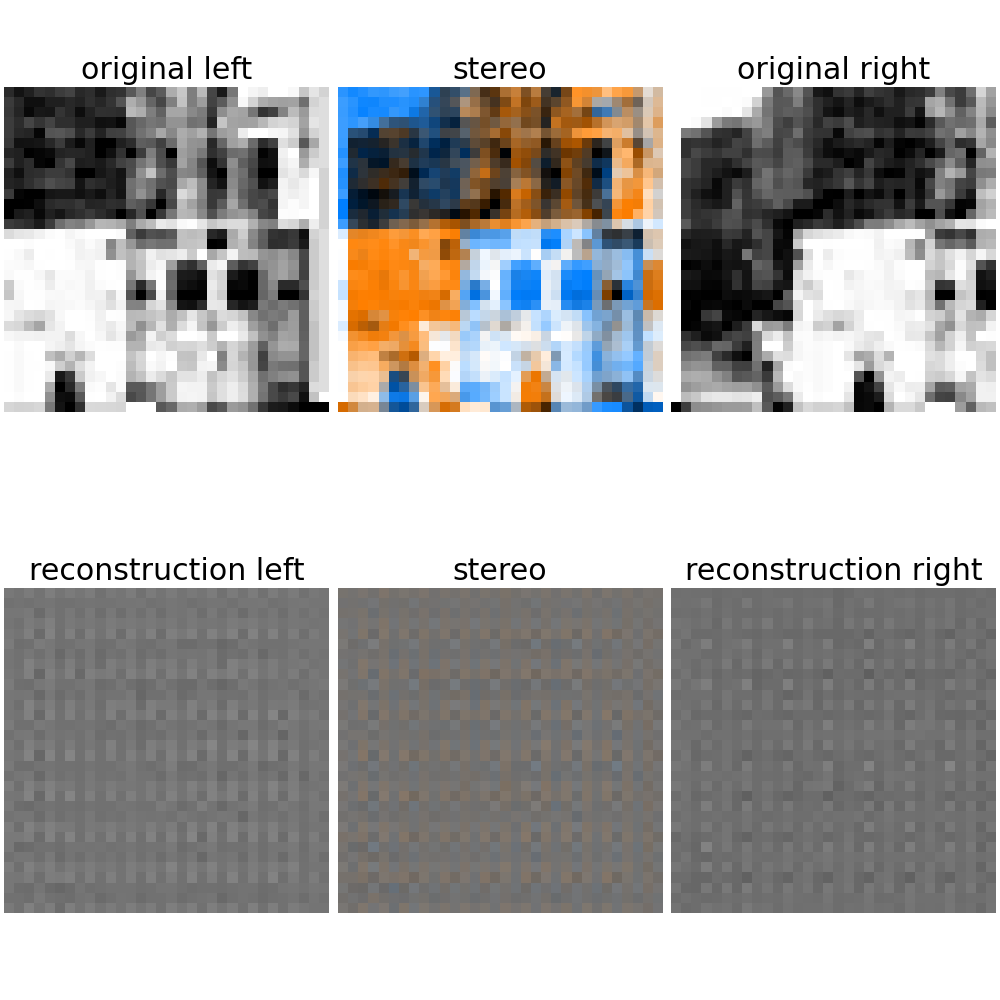 original left
stereo
original right
reconstruction left
stereo
reconstruction right